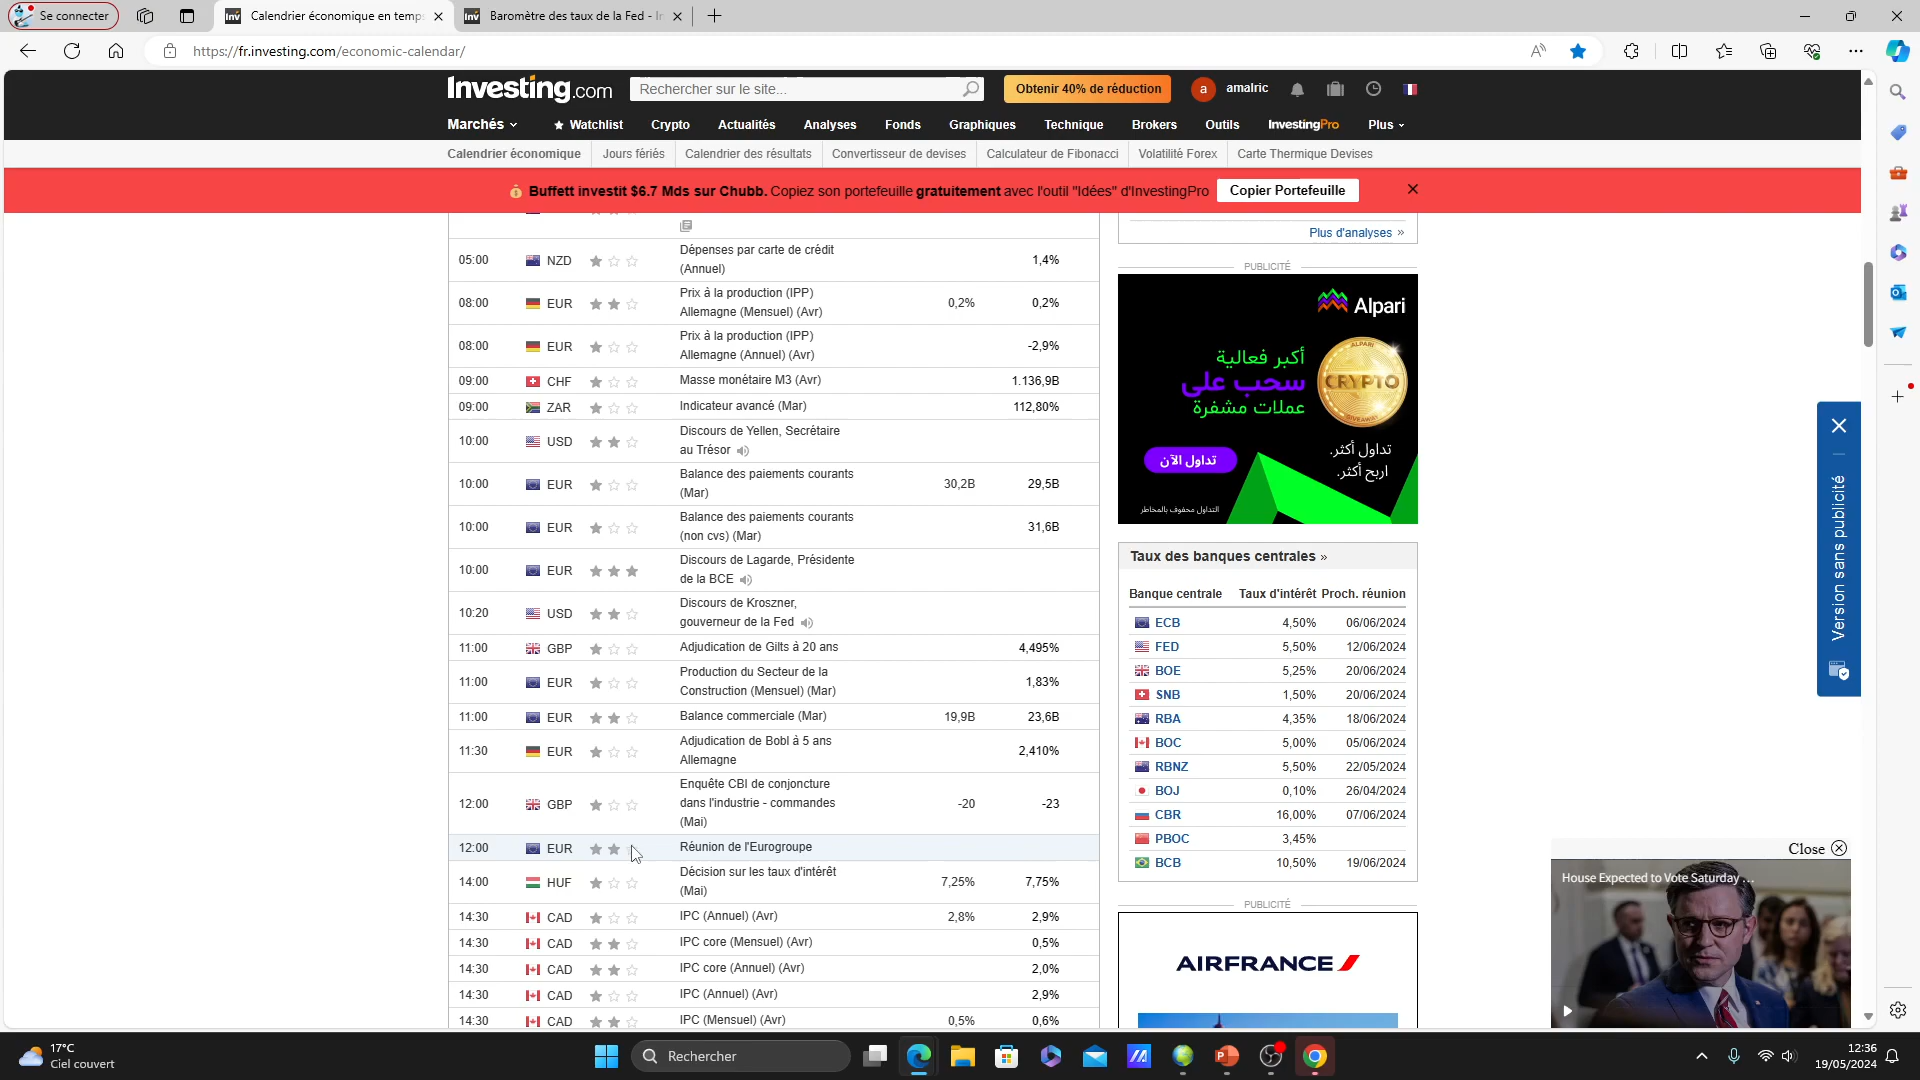 Se connecter
Calendrier économique en temps
Baromètre des taux de la Fed - In
https://fr.investing.com/economic-calendar/
Investing.com
Rechercher sur le site...
Obtenir 40% de réduction
a
amalric
Marchés
Watchlist
Crypto
Actualités
Analyses
Fonds
Graphiques
Technique
Brokers
Outils
InvestingPro
Plus
Calendrier économique
Jours fériés
Calendrier des résultats
Convertisseur de devises
Calculateur de Fibonacci
Volatilité Forex
Carte Thermique Devises
Buffett investit $6.7 Mds sur Chubb. Copiez son portefeuille gratuitement avec l'outil "Idées" d'InvestingPro
Copier Portefeuille
05:00 NZD Dépenses par carte de crédit 1,4%
(Annuel)
08:00 EUR Prix à la production (IPP) 0,2% 0,2%
Allemagne (Mensuel) (Avr)
08:00 EUR Prix à la production (IPP) -2,9%
Allemagne (Annuel) (Avr)
09:00 CHF Masse monétaire M3 (Avr) 1.136,9B
09:00 ZAR Indicateur avancé (Mar) 112,80%
10:00 USD Discours de Yellen, Secrétaire
au Trésor
10:00 EUR Balance des paiements courants 30,2B 29,5B
(Mar)
10:00 EUR Balance des paiements courants 31,6B
(non cvs) (Mar)
10:00 EUR Discours de Lagarde, Présidente
de la BCE
10:20 USD Discours de Kroszner,
gouverneur de la Fed
11:00 GBP Adjudication de Gilts à 20 ans 4,495%
11:00 EUR Production du Secteur de la 1,83%
Construction (Mensuel) (Mar)
11:00 EUR Balance commerciale (Mar) 19,9B 23,6B
11:30 EUR Adjudication de Bobl à 5 ans 2,410%
Allemagne
12:00 GBP Enquête CBI de conjoncture
dans l'industrie - commandes -20 -23
(Mai)
12:00 EUR Réunion de l'Eurogroupe
14:00 HUF Décision sur les taux d'intérêt 7,25% 7,75%
(Mai)
14:30 CAD IPC (Annuel) (Avr) 2,8% 2,9%
14:30 CAD IPC core (Mensuel) (Avr) 0,5%
14:30 CAD IPC core (Annuel) (Avr) 2,0%
14:30 CAD IPC (Annuel) (Avr) 2,9%
14:30 CAD IPC (Mensuel) (Avr) 0,5% 0,6%
Plus d'analyses »
PUBLICITÉ
Alpari
أكبر فعالية
سحب على
عملات مشفرة
ALPARI
CRYPTO
GIVEAWAY
تداول أكثر.
اربح أكثر.
تداول الآن
التداول محفوف بالمخاطر
Taux des banques centrales »
Banque centrale Taux d'intérêt Proch. réunion
ECB 4,50% 06/06/2024
FED 5,50% 12/06/2024
BOE 5,25% 20/06/2024
SNB 1,50% 20/06/2024
RBA 4,35% 18/06/2024
BOC 5,00% 05/06/2024
RBNZ 5,50% 22/05/2024
BOJ 0,10% 26/04/2024
CBR 16,00% 07/06/2024
PBOC 3,45%
BCB 10,50% 19/06/2024
PUBLICITÉ
AIRFRANCE
Version sans publicité
Close
House Expected to Vote Saturday ...
17°C
Ciel couvert
Rechercher
12:36
19/05/2024